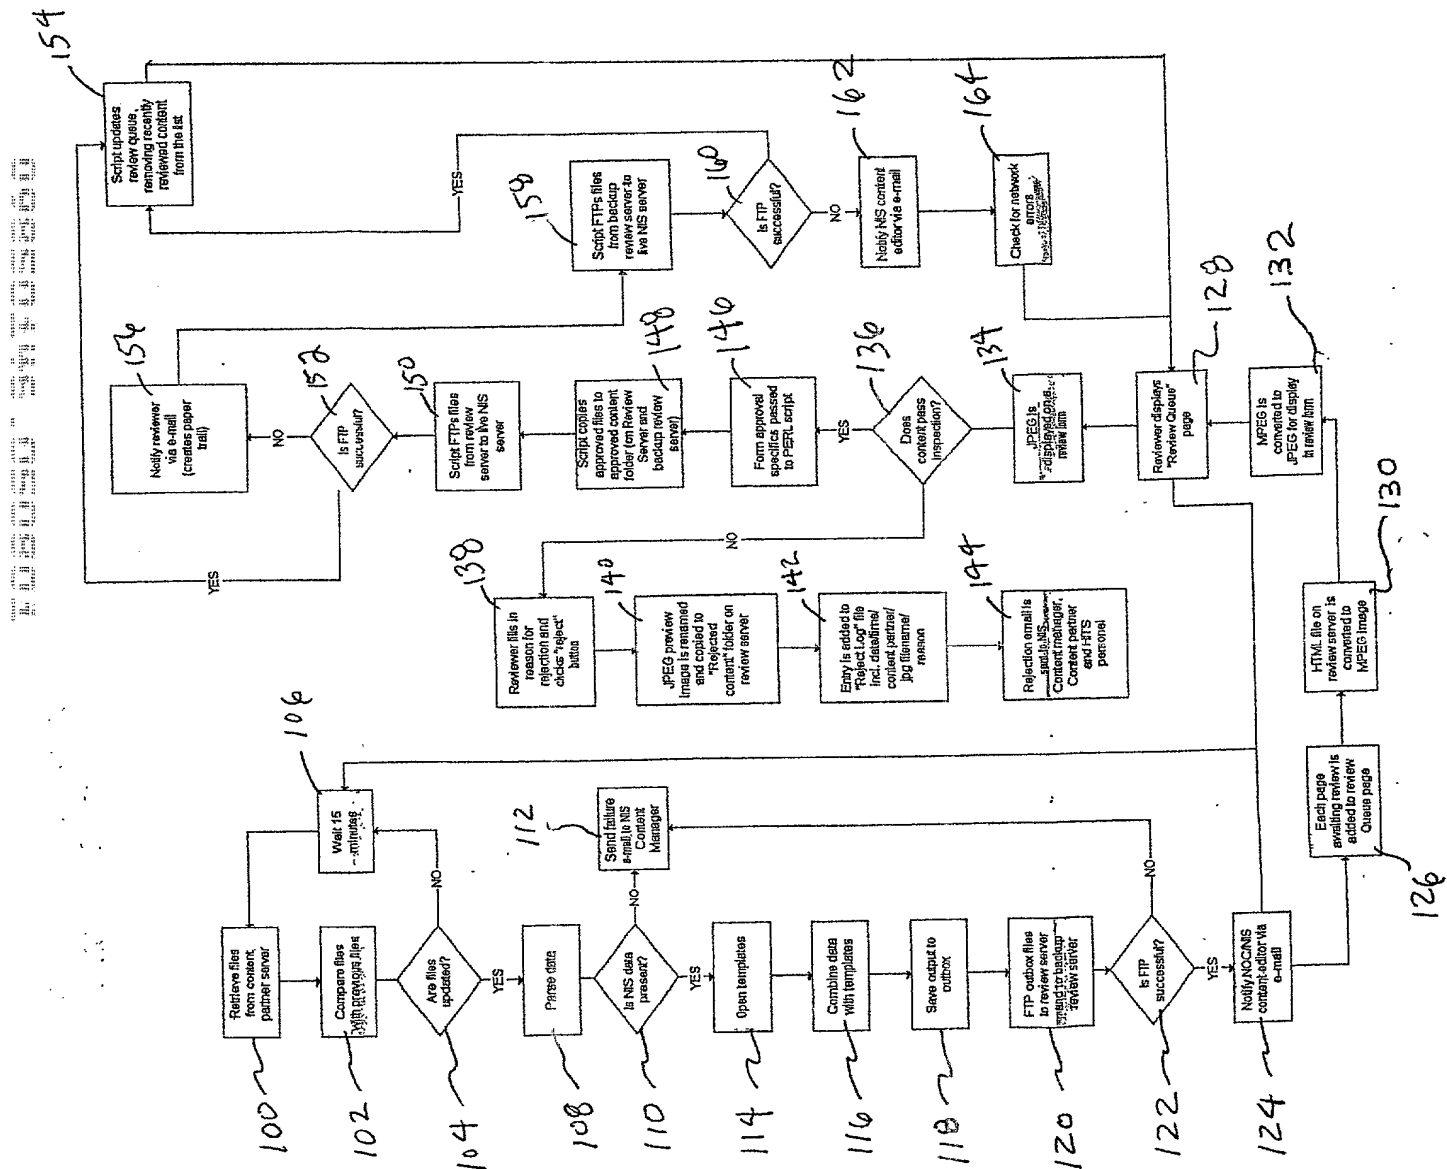 100
Retrieve files
from content
partner server
102
Compare files
with previous files
104
Are files
updated?
NO
YES
106
Wait 15
minutes
108
Parse data
110
Is NIS data
present?
NO
YES
112
Send failure
e-mail to NIS
Content
Manager
114
Open templates
116
Combine data
with templates
118
Save output to
outbox
120
FTP outbox files
to review server
and to backup
review server
122
Is FTP
successful?
NO
YES
124
Notify NOC/NIS
content editor via
e-mail
126
Each page
awaiting review is
added to review
Queue page
130
HTML file on
review server is
converted to
MPEG image
132
MPEG is
converted to
JPEG for display
in review form
128
Reviewer displays
"Review Queue"
page
134
JPEG is
displayed on a
review form
136
Does
content pass
inspection?
NO
YES
138
Reviewer fills in
reason for
rejection and
clicks "reject"
button
140
JPEG preview
image is renamed
and copied to
"Rejected
content" folder on
review server
142
Entry is added to
"Reject Log" file
incl. date/time/
content partner/
jpg filename/
reason
144
Rejection email is
sent to NIS
Content manager,
Content partner
and HITS
personel
146
Form approval
specifics passed
to PERL script
148
Script copies
approved files to
approved content
folder (on Review
Server and
backup review
server)
150
Script FTPs files
from review
server to live NIS
server
152
Is FTP
successful?
YES
NO
154
Script updates
review queue,
removing recently
reviewed content
from the list
156
Notify reviewer
via e-mail
(creates paper
trail)
158
Script FTPs files
from backup
review server to
live NIS server
160
Is FTP
successful?
YES
NO
162
Notify NIS content
editor via e-mail
164
Check for network
errors